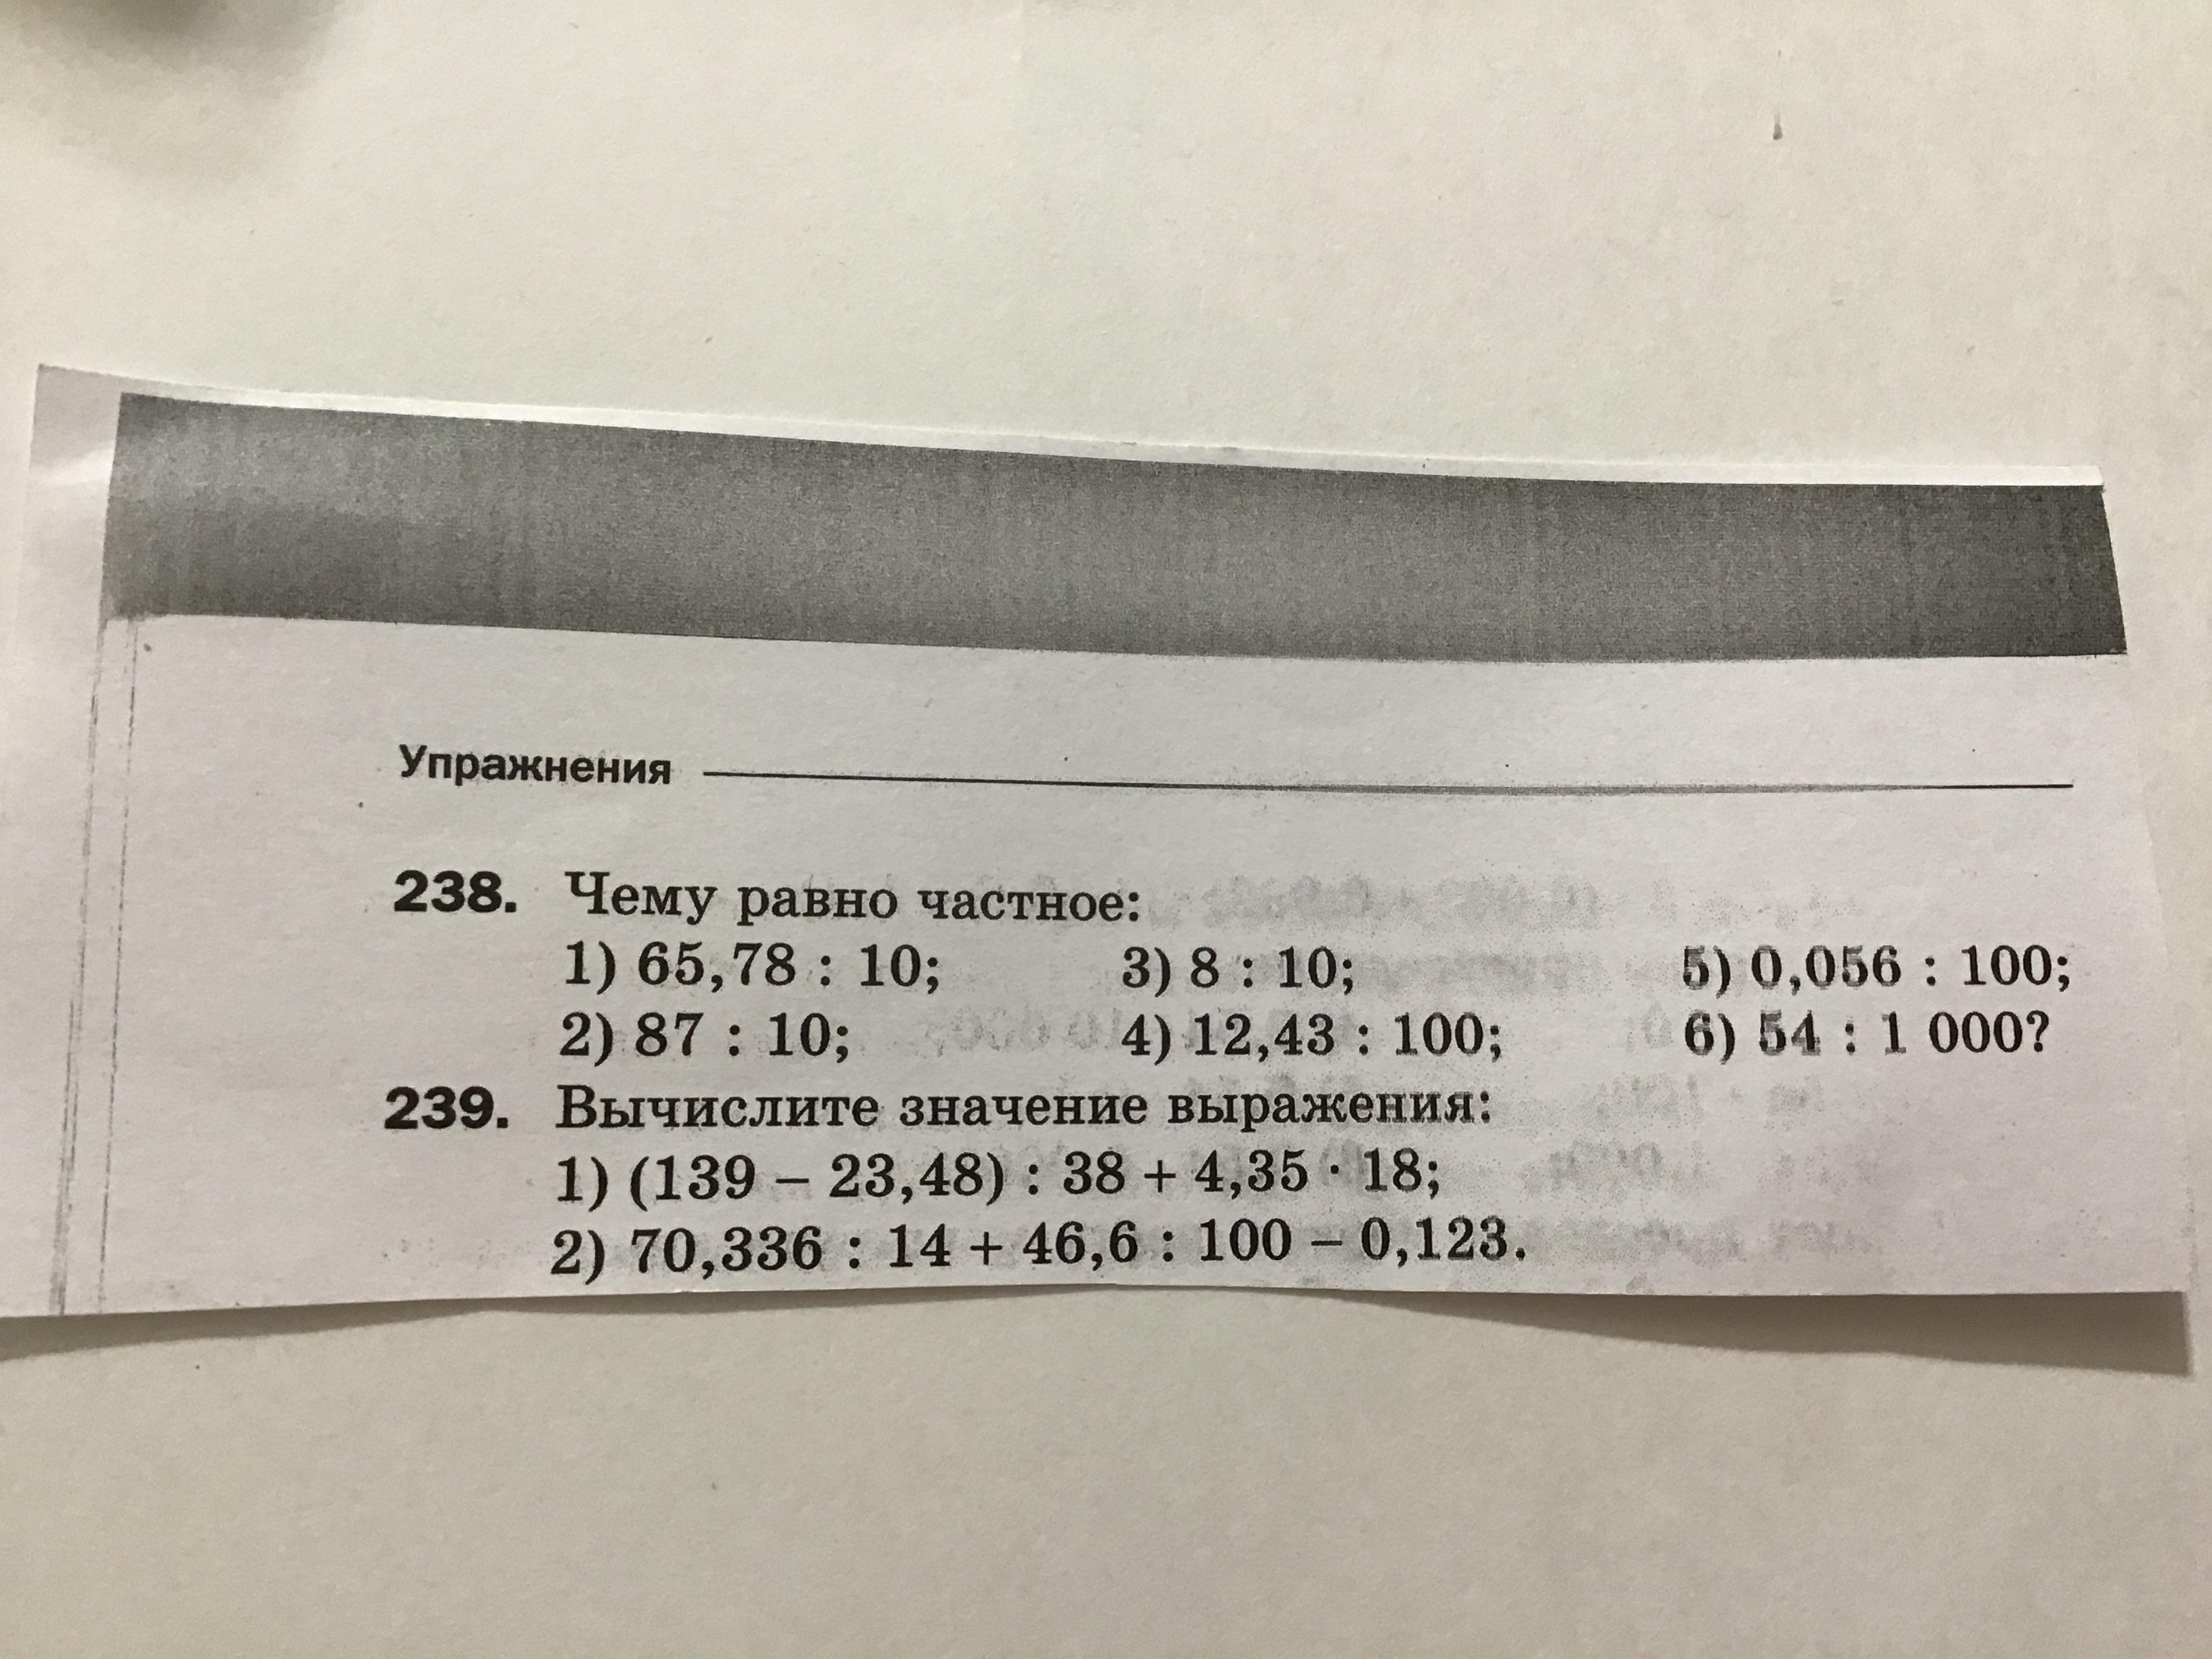 Упражнения
238. Чему равно частное:
1) 65,78 : 10; 3) 8 : 10; 5) 0,056 : 100;
2) 87 : 10; 4) 12,43 : 100; 6) 54 : 1 000?
239. Вычислите значение выражения:
1) (139 – 23,48) : 38 + 4,35 · 18;
2) 70,336 : 14 + 46,6 : 100 – 0,123.